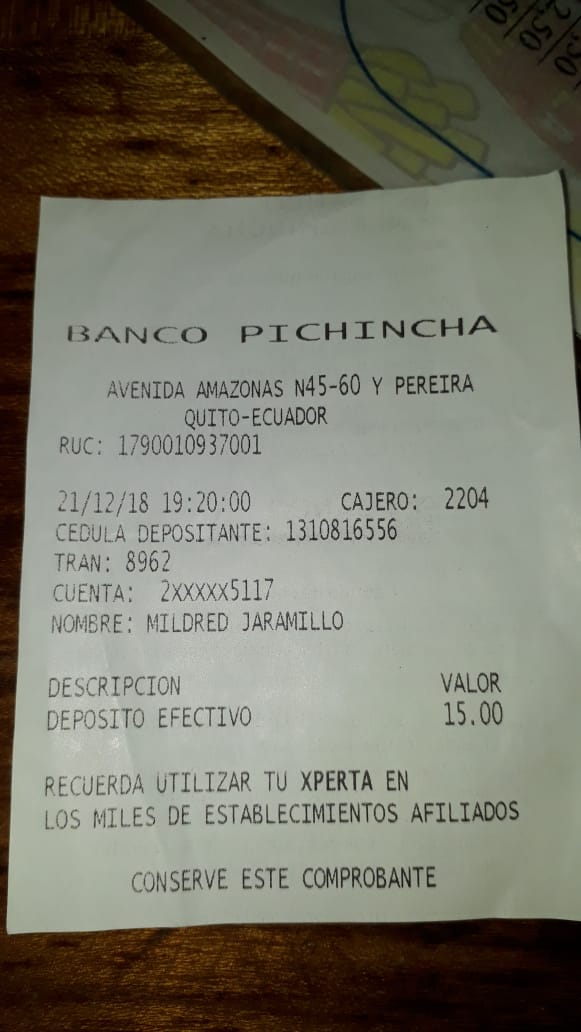 BANCO PICHINCHA
AVENIDA AMAZONAS N45-60 Y PEREIRA
QUITO-ECUADOR
RUC: 1790010937001
21/12/18 19:20:00 CAJERO: 2204
CEDULA DEPOSITANTE: 1310816556
TRAN: 8962
CUENTA: 2XXXXX5117
NOMBRE: MILDRED JARAMILLO
DESCRIPCION VALOR
DEPOSITO EFECTIVO 15.00
RECUERDA UTILIZAR TU XPERTA EN
LOS MILES DE ESTABLECIMIENTOS AFILIADOS
CONSERVE ESTE COMPROBANTE